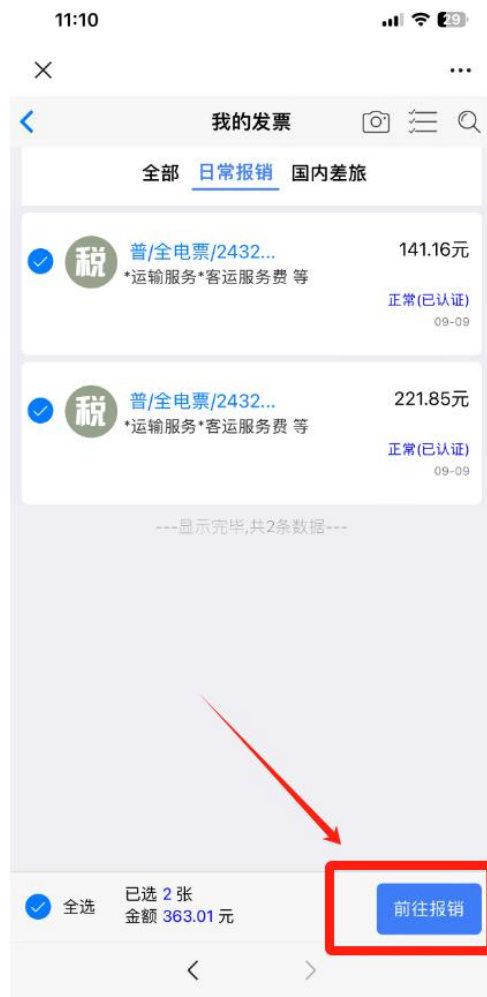 11:10
29
我的发票
全部 日常报销 国内差旅
税 普/全电票/2432... 141.16元
*运输服务*客运服务费 等
正常(已认证)
09-09
税 普/全电票/2432... 221.85元
*运输服务*客运服务费 等
正常(已认证)
09-09
---显示完毕,共2条数据---
全选 已选 2 张
金额 363.01 元
前往报销